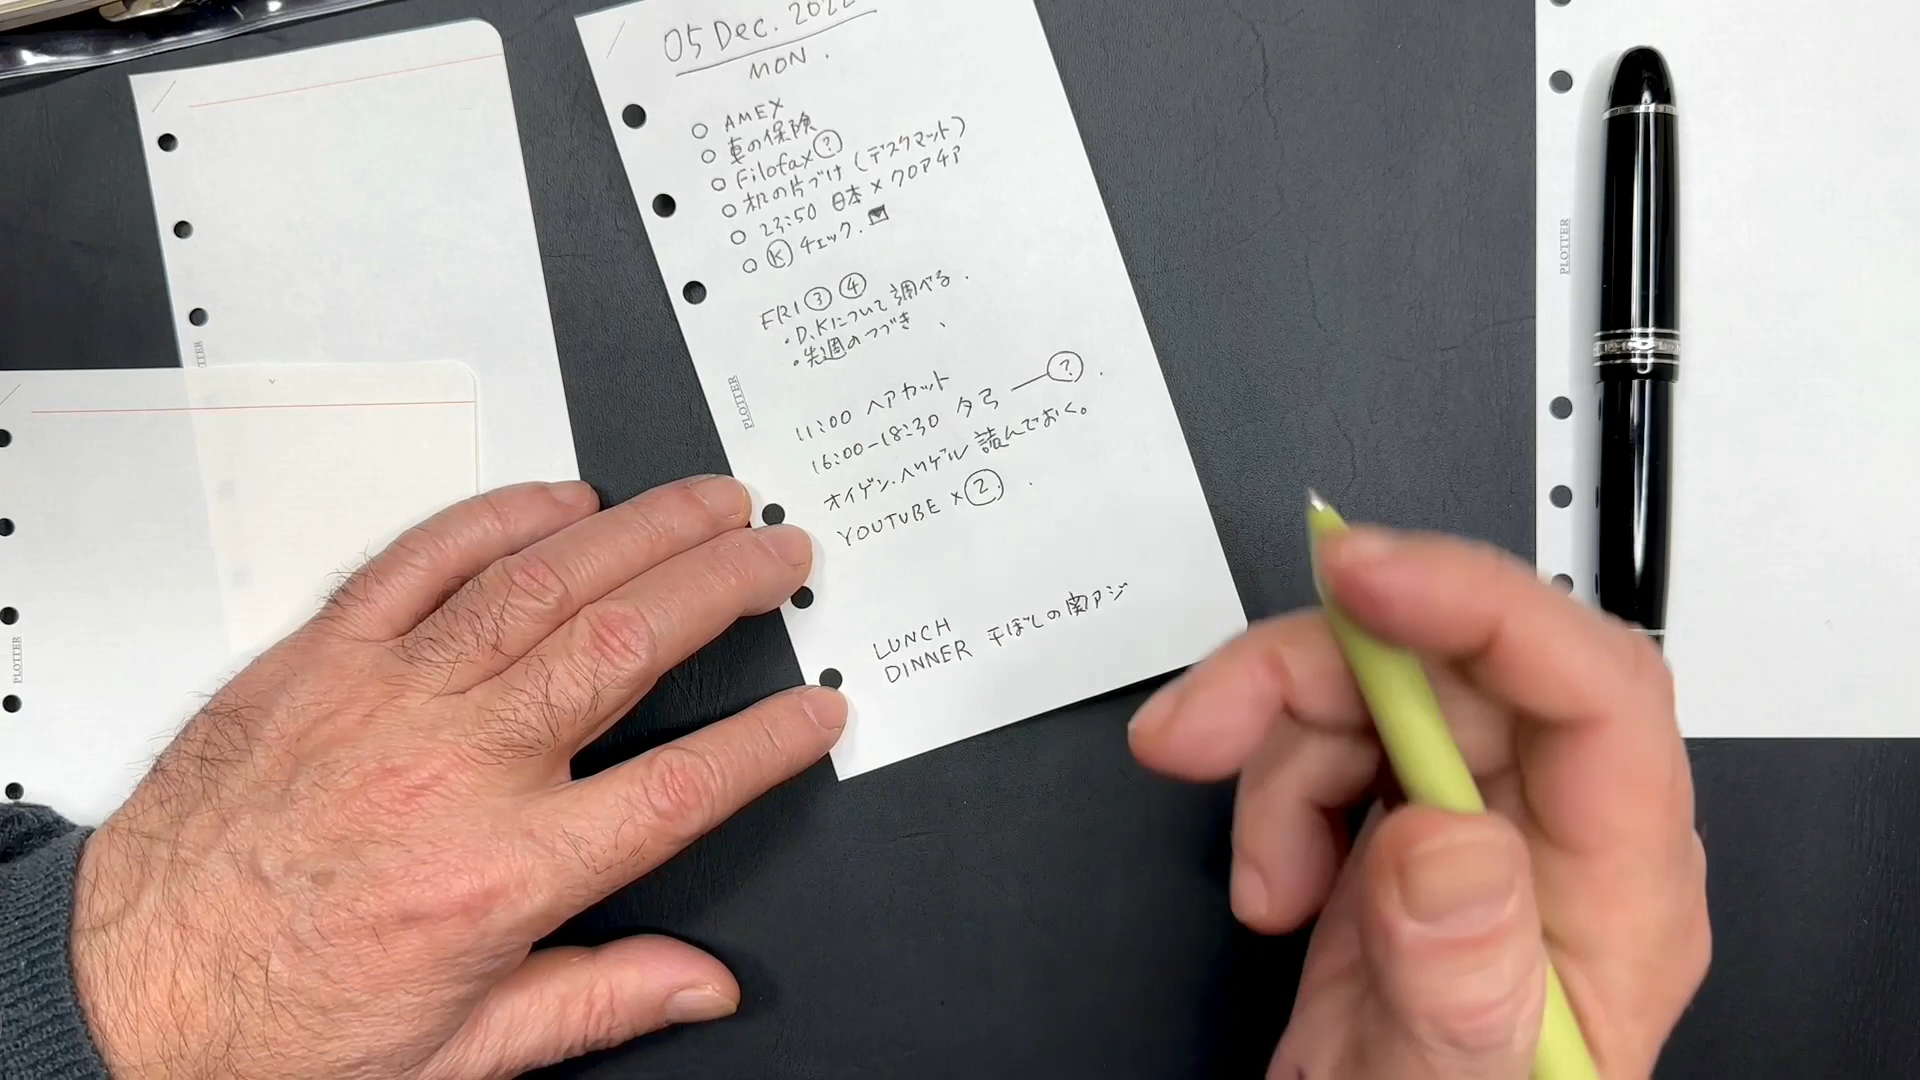 05 Dec. 2022
MON.
○ AMEX
○ 車の保険
○ Filofax ?
○ 机の片づけ (デスクマット)
○ 23:50 日本 × クロアチア
○ K チェック.
FRI ③ ④
・D.Kについて調べる.
・先週のつづき
11:00 ヘアカット
16:00-18:30 夕弓 — ? .
オイゲン.ヘリゲル 読んでおく。
YOUTUBE × ②.
LUNCH
DINNER 干ぼしの関アジ
PLOTTER
PLOTTER
PLOTTER